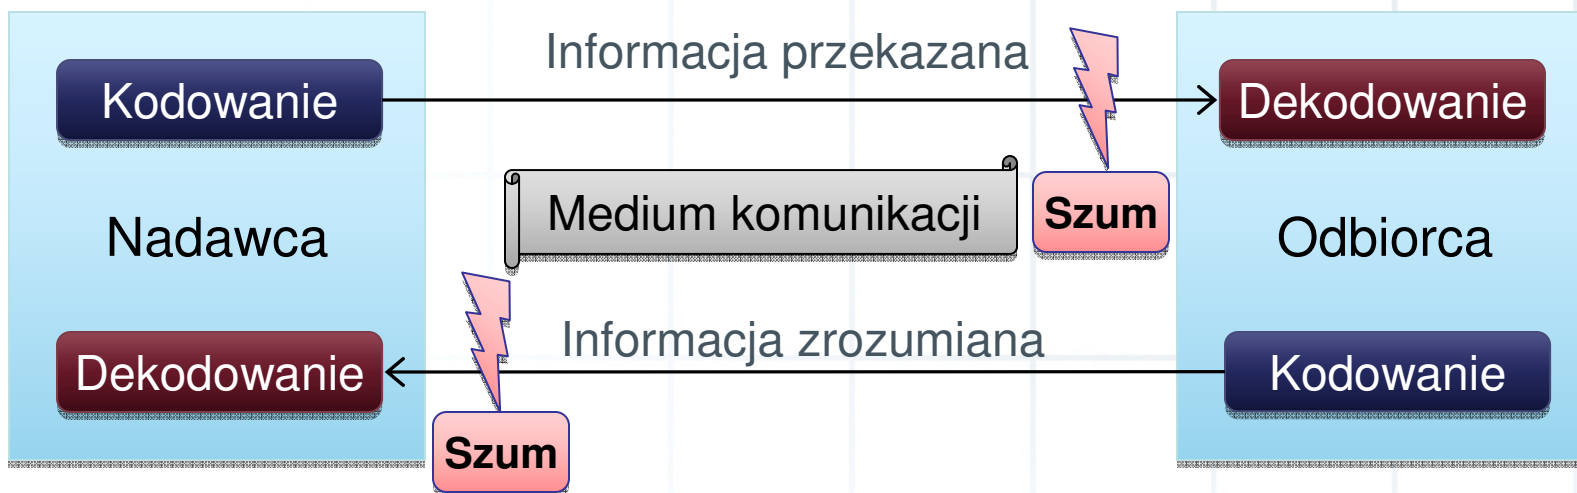 Informacja przekazana
Kodowanie
Dekodowanie
Nadawca
Medium komunikacji
Szum
Odbiorca
Informacja zrozumiana
Dekodowanie
Kodowanie
Szum